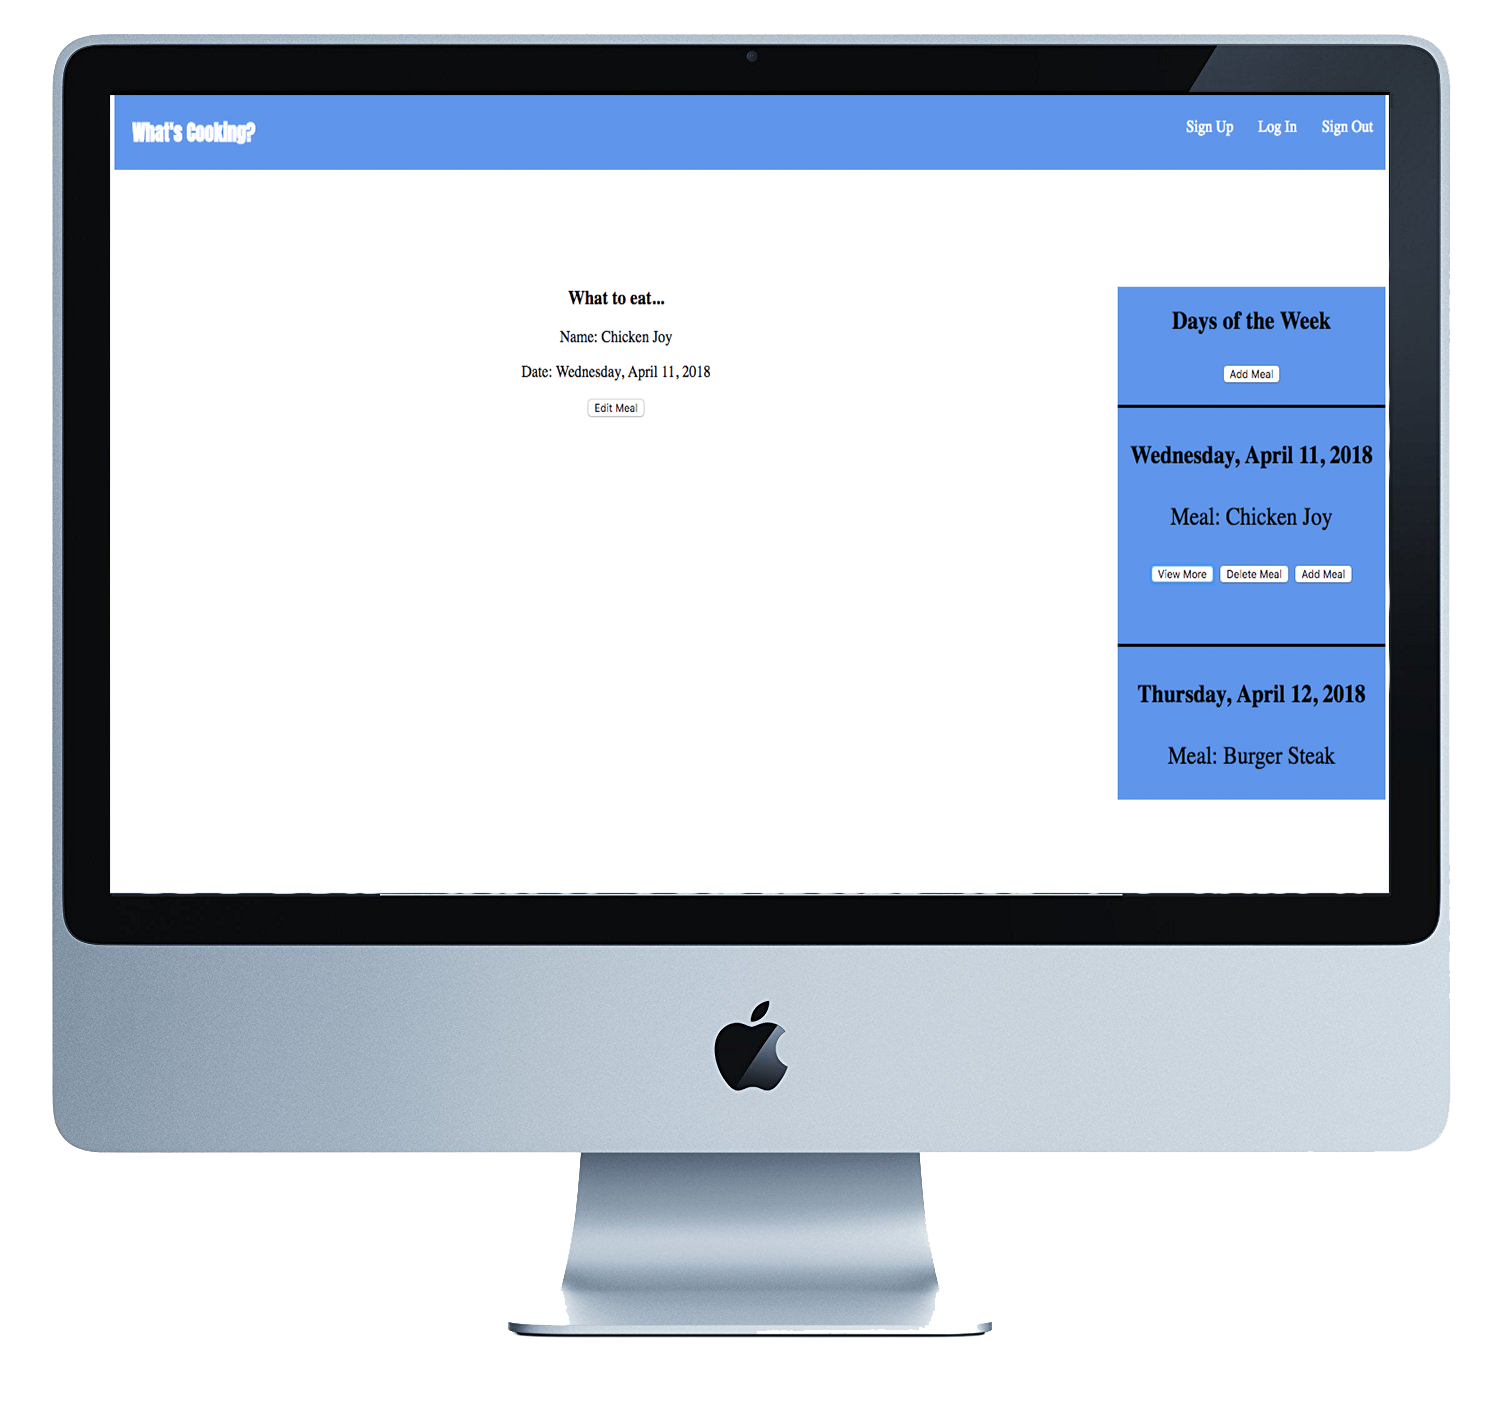 What's Cooking?
Sign Up Log In Sign Out
What to eat...
Name: Chicken Joy
Date: Wednesday, April 11, 2018
Edit Meal
Days of the Week
Add Meal
Wednesday, April 11, 2018
Meal: Chicken Joy
View More Delete Meal Add Meal
Thursday, April 12, 2018
Meal: Burger Steak